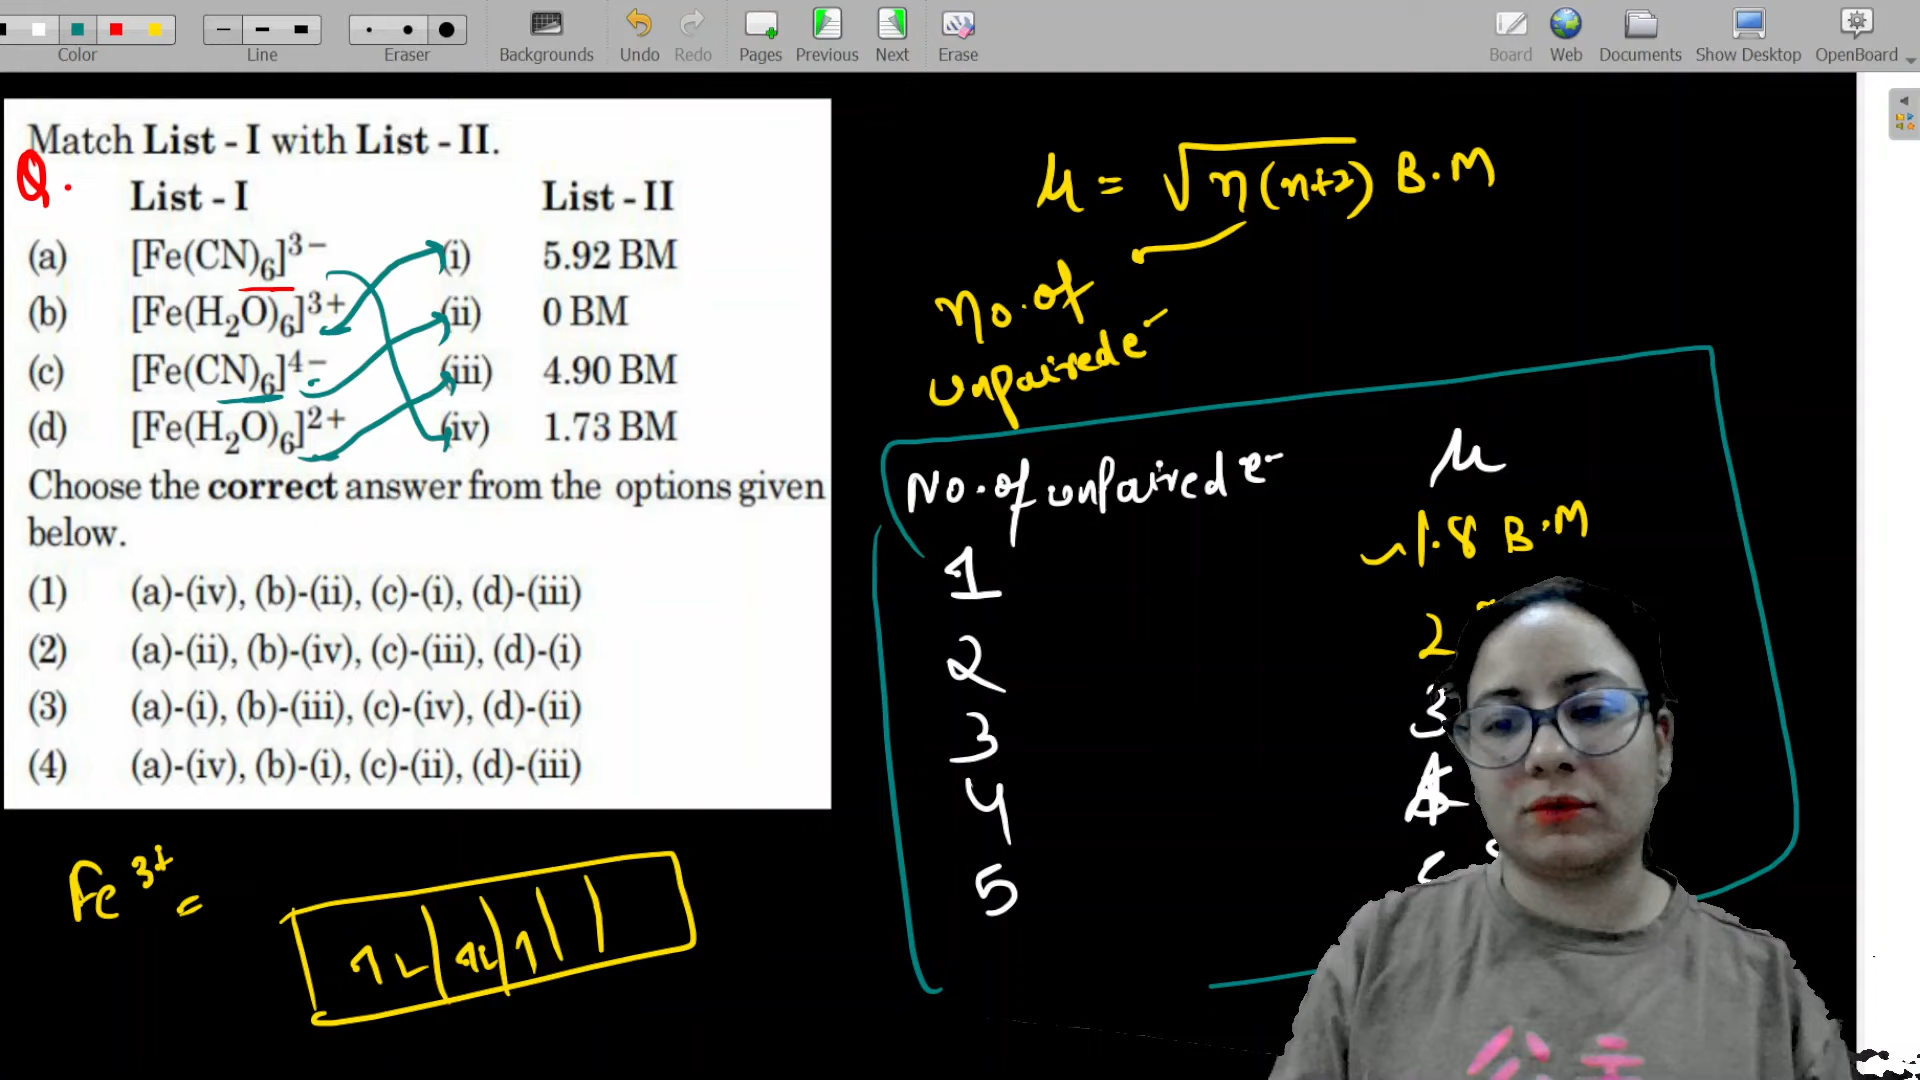 Color
Line
Eraser
Backgrounds
Undo
Redo
Pages
Previous
Next
Erase
Board
Web
Documents
Show Desktop
OpenBoard
Match List - I with List - II.
Q.
List - I List - II
(a) [Fe(CN)₆]³⁻ (i) 5.92 BM
(b) [Fe(H₂O)₆]³⁺ (ii) 0 BM
(c) [Fe(CN)₆]⁴⁻ (iii) 4.90 BM
(d) [Fe(H₂O)₆]²⁺ (iv) 1.73 BM
Choose the correct answer from the options given
below.
(1) (a)-(iv), (b)-(ii), (c)-(i), (d)-(iii)
(2) (a)-(ii), (b)-(iv), (c)-(iii), (d)-(i)
(3) (a)-(i), (b)-(iii), (c)-(iv), (d)-(ii)
(4) (a)-(iv), (b)-(i), (c)-(ii), (d)-(iii)
Fe³⁺ =
μ = √n(n+2) B.M
No. of
unpaired e⁻
No. of unpaired e⁻ μ
1 ~1.8 B.M
2 2
3 3
4
5